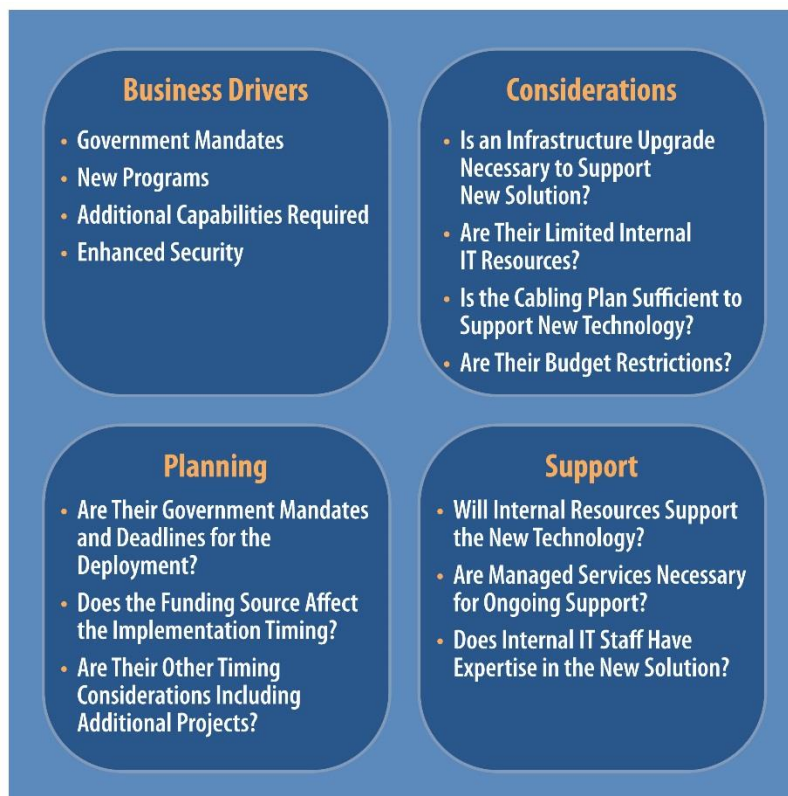 Business Drivers
• Government Mandates
• New Programs
• Additional Capabilities Required
• Enhanced Security
Considerations
• Is an Infrastructure Upgrade
Necessary to Support
New Solution?
• Are Their Limited Internal
IT Resources?
• Is the Cabling Plan Sufficient to
Support New Technology?
• Are Their Budget Restrictions?
Planning
• Are Their Government Mandates
and Deadlines for the
Deployment?
• Does the Funding Source Affect
the Implementation Timing?
• Are Their Other Timing
Considerations Including
Additional Projects?
Support
• Will Internal Resources Support
the New Technology?
• Are Managed Services Necessary
for Ongoing Support?
• Does Internal IT Staff Have
Expertise in the New Solution?